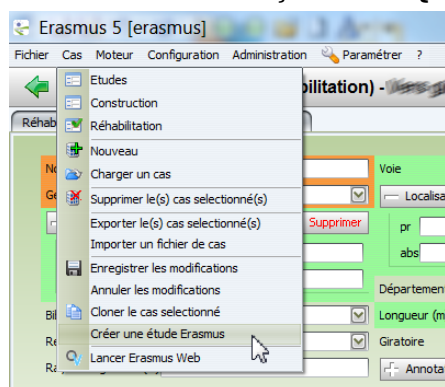 Erasmus 5 [erasmus]
Fichier Cas Moteur Configuration Administration Paramétrer ?
Etudes
Construction
Réhabilitation
Nouveau
Charger un cas
Supprimer le(s) cas selectionné(s)
Exporter le(s) cas selectionné(s)
Importer un fichier de cas
Enregistrer les modifications
Annuler les modifications
Cloner le cas selectionné
Créer une étude Erasmus
Lancer Erasmus Web
bilitation) -
Réhab
Voie
Localisa
Supprimer
pr
abs
Départemen
Longueur (m
Giratoire
Annota